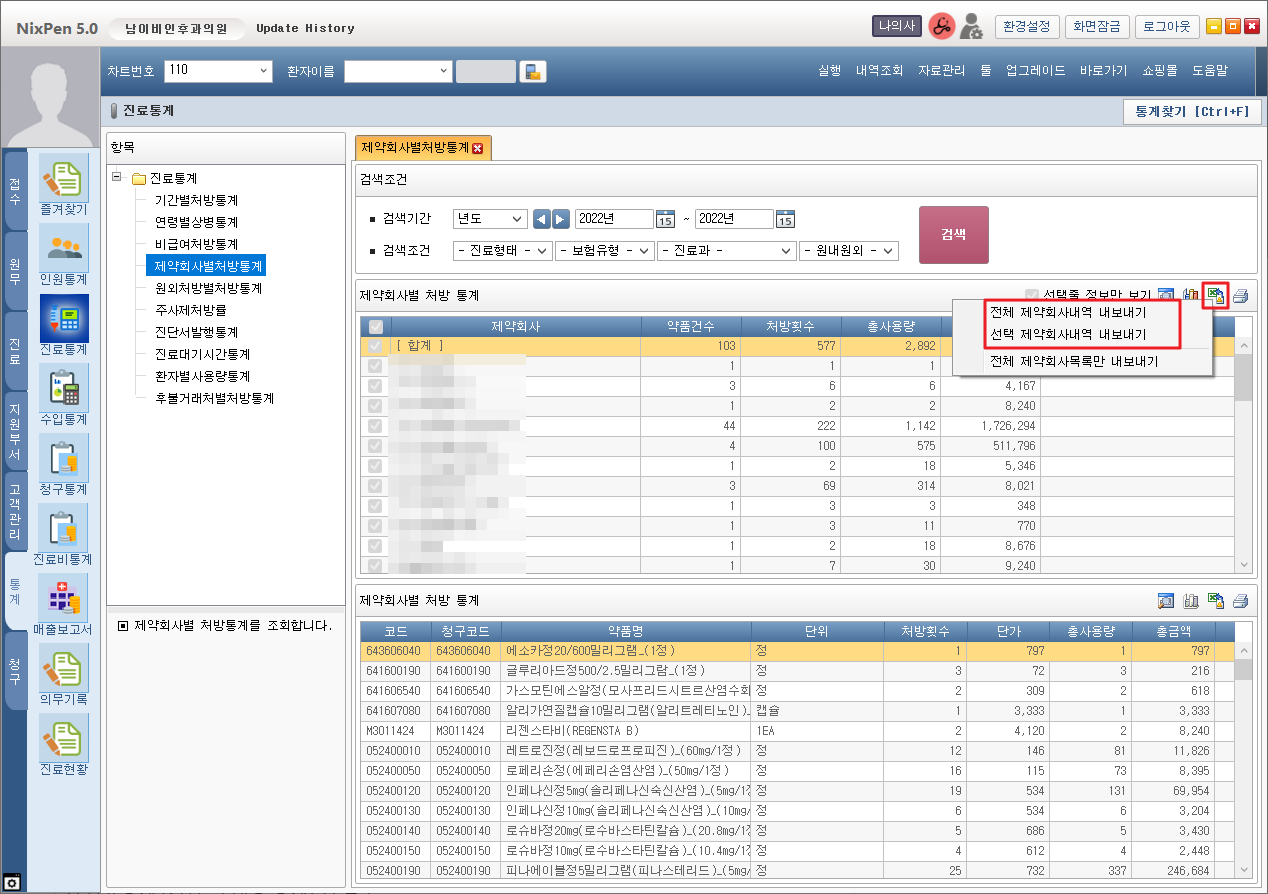 NixPen 5.0 남이비인후과의원 Update History 나의사 환경설정 화면잠금 로그아웃
차트번호 110 환자이름 실행 내역조회 자료관리 툴 업그레이드 바로가기 쇼핑몰 도움말
진료통계 통계찾기 [Ctrl+F]
접수
원무
진료
지원부서
고객관리
통계
청구
즐겨찾기
인원통계
진료통계
수입통계
청구통계
진료비통계
매출보고서
의무기록
진료현황
항목
진료통계
기간별처방통계
연령별상병통계
비급여처방통계
제약회사별처방통계
원외처방별처방통계
주사제처방률
진단서발행통계
진료대기시간통계
환자별사용량통계
후불거래처별처방통계
제약회사별 처방통계를 조회합니다.
제약회사별처방통계
검색조건
검색기간 년도 2022년 15 ~ 2022년 15
검색조건 - 진료형태 - - 보험유형 - - 진료과 - - 원내원외 -
검색
제약회사별 처방 통계 선택줄 정보만 보기
전체 제약회사내역 내보내기
선택 제약회사내역 내보내기
전체 제약회사목록만 내보내기
제약회사 약품건수 처방횟수 총사용량
[ 합계 ] 103 577 2,892
1 1 1
3 6 6 4,167
1 2 2 8,240
44 222 1,142 1,726,294
4 100 575 511,796
1 2 18 5,346
3 69 314 8,021
1 3 3 348
1 3 11 770
1 2 18 8,676
1 7 30 9,240
제약회사별 처방 통계
코드 청구코드 약품명 단위 처방횟수 단가 총사용량 총금액
643606040 643606040 에소카정20/600밀리그램_(1정) 정 1 797 1 797
641600190 641600190 글루리아드정500/2.5밀리그람_(1정) 정 3 72 3 216
641606540 641606540 가스모틴에스알정(모사프리드시트르산염수회 정 2 309 2 618
641607080 641607080 알리가연질캡슐10밀리그램(알리트레티노인)_ 캡슐 1 3,333 1 3,333
M3011424 M3011424 리젠스타비(REGENSTA B) 1EA 2 4,120 2 8,240
052400010 052400010 레트로진정(레보드로프로피진)_(60mg/1정) 정 12 146 81 11,826
052400050 052400050 로페리손정(에페리손염산염)_(50mg/1정) 정 16 115 73 8,395
052400120 052400120 인페나신정5mg(솔리페나신숙신산염)_(5mg/1정 정 19 534 131 69,954
052400130 052400130 인페나신정10mg(솔리페나신숙신산염)_(10mg/ 정 6 534 6 3,204
052400140 052400140 로슈바정20mg(로수바스타틴칼슘)_(20.8mg/1정 정 5 686 5 3,430
052400150 052400150 로슈바정10mg(로수바스타틴칼슘)_(10.4mg/1정 정 4 612 4 2,448
052400190 052400190 피나에이블정5밀리그램(피나스테리드)_(5mg/ 정 25 732 337 246,684